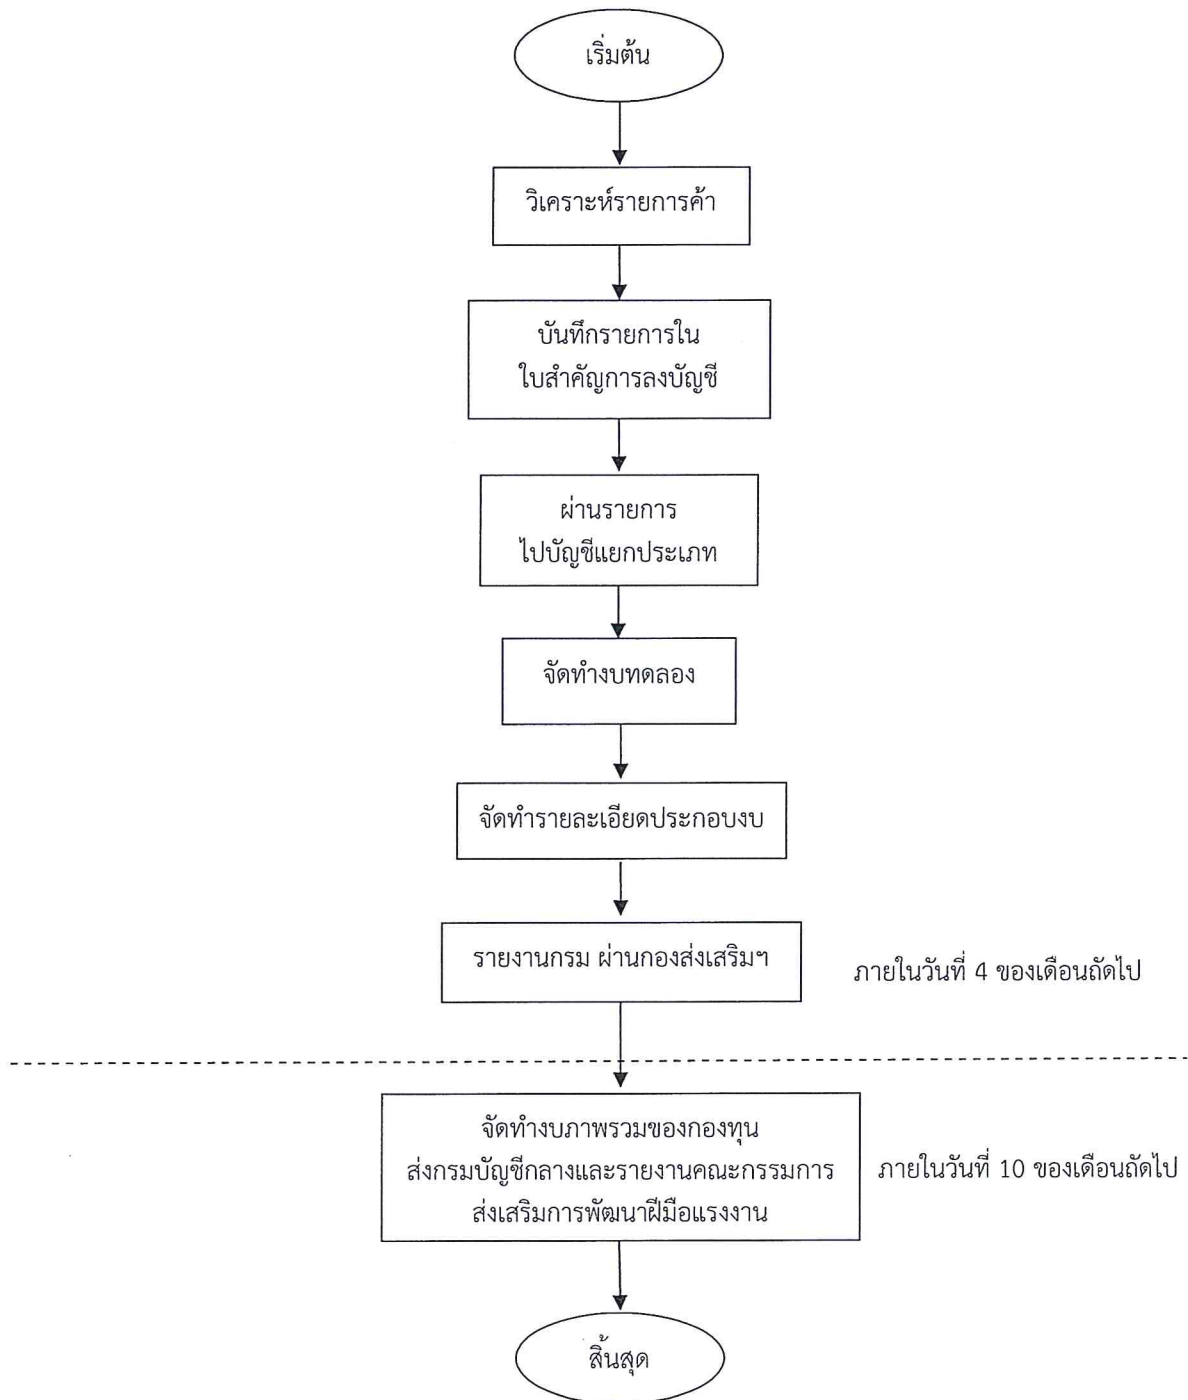 เริ่มต้น
วิเคราะห์รายการค้า
บันทึกรายการใน
ใบสำคัญการลงบัญชี
ผ่านรายการ
ไปบัญชีแยกประเภท
จัดทำงบทดลอง
จัดทำรายละเอียดประกอบงบ
รายงานกรม ผ่านกองส่งเสริมฯ
ภายในวันที่ 4 ของเดือนถัดไป
จัดทำงบภาพรวมของกองทุน
ส่งกรมบัญชีกลางและรายงานคณะกรรมการ
ส่งเสริมการพัฒนาฝีมือแรงงาน
ภายในวันที่ 10 ของเดือนถัดไป
สิ้นสุด